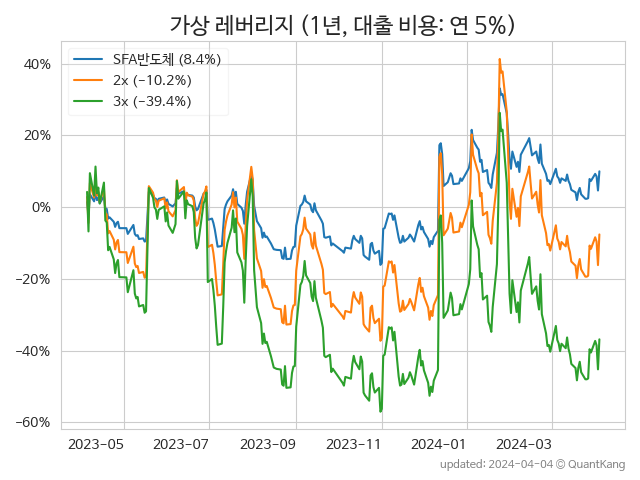 가상 레버리지 (1년, 대출 비용: 연 5%)
SFA반도체 (8.4%)
2x (−10.2%)
3x (−39.4%)
40%
20%
0%
−20%
−40%
−60%
2023-05 2023-07 2023-09 2023-11 2024-01 2024-03
updated: 2024-04-04 © QuantKang